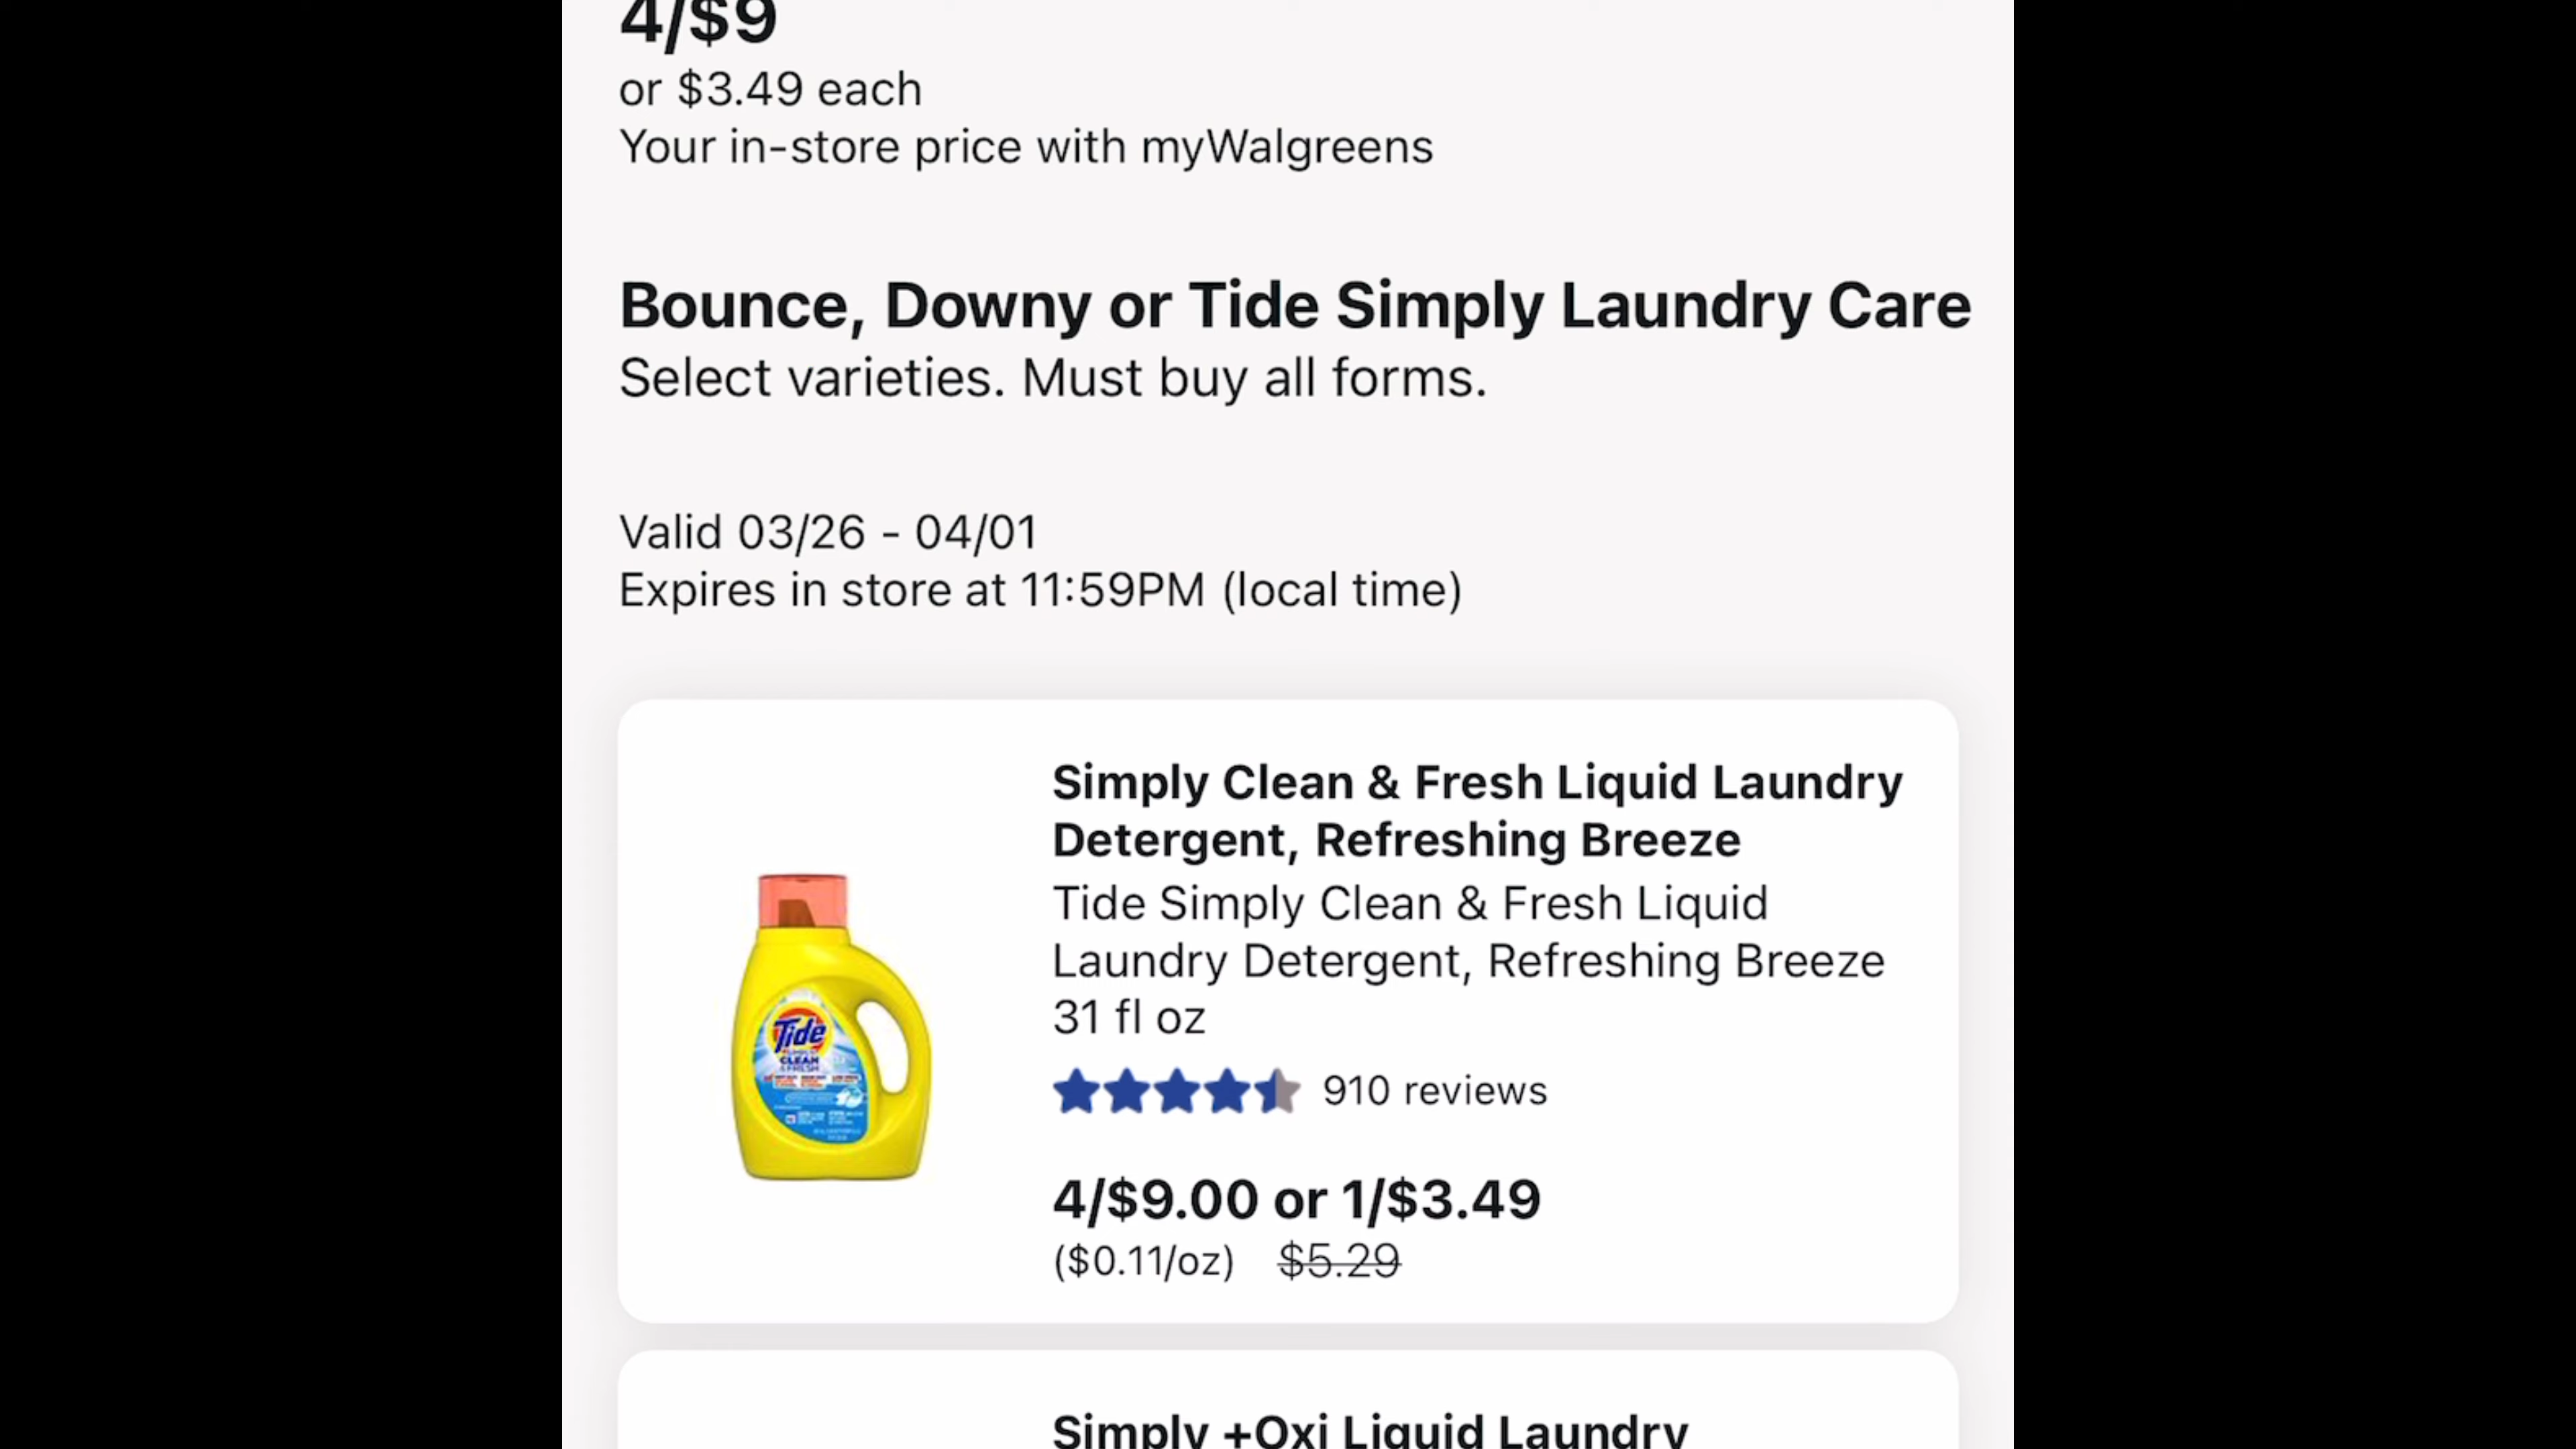 4/$9
or $3.49 each
Your in-store price with myWalgreens
Bounce, Downy or Tide Simply Laundry Care
Select varieties. Must buy all forms.
Valid 03/26 - 04/01
Expires in store at 11:59PM (local time)
Simply Clean & Fresh Liquid Laundry
Detergent, Refreshing Breeze
Tide Simply Clean & Fresh Liquid
Laundry Detergent, Refreshing Breeze
31 fl oz
Tide
SIMPLY
CLEAN
& FRESH
910 reviews
4/$9.00 or 1/$3.49
($0.11/oz) $5.29
Simply +Oxi Liquid Laundry